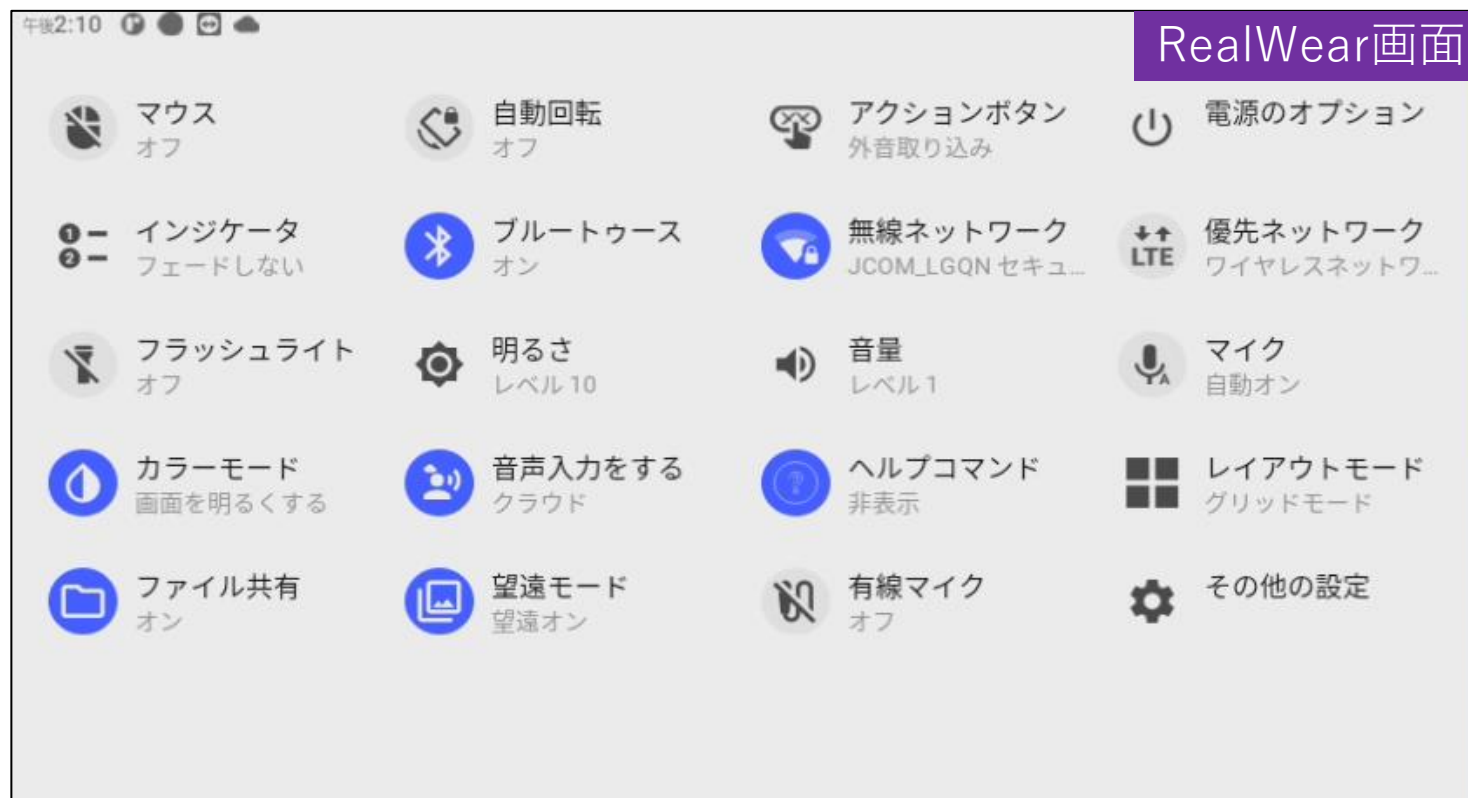 午後2:10
RealWear画面
マウス
オフ
自動回転
オフ
アクションボタン
外音取り込み
電源のオプション
インジケータ
フェードしない
ブルートゥース
オン
無線ネットワーク
JCOM_LGQN セキュ...
LTE
優先ネットワーク
ワイヤレスネットワ...
フラッシュライト
オフ
明るさ
レベル 10
音量
レベル 1
マイク
自動オン
カラーモード
画面を明るくする
音声入力をする
クラウド
ヘルプコマンド
非表示
レイアウトモード
グリッドモード
ファイル共有
オン
望遠モード
望遠オン
有線マイク
オフ
その他の設定